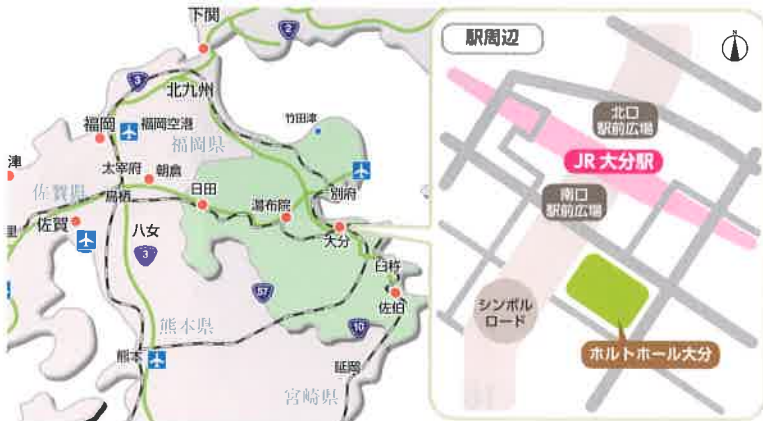 下関
2
3
北九州
福岡
福岡空港
福岡県
竹田津
津
太宰府
朝倉
佐賀県
鳥栖
日田
湯布院
別府
佐賀
里
八女
3
大分
臼杵
57
佐伯
熊本県
10
熊本
延岡
宮崎県
駅周辺
北口
駅前広場
JR 大分駅
南口
駅前広場
シンボル
ロード
ホルトホール大分